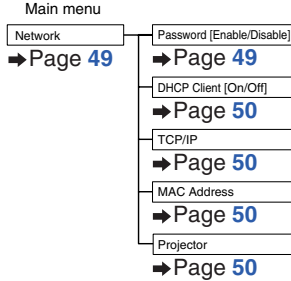 Main menu
Network
➡Page 49
Password [Enable/Disable]
➡Page 49
DHCP Client [On/Off]
➡Page 50
TCP/IP
➡Page 50
MAC Address
➡Page 50
Projector
➡Page 50